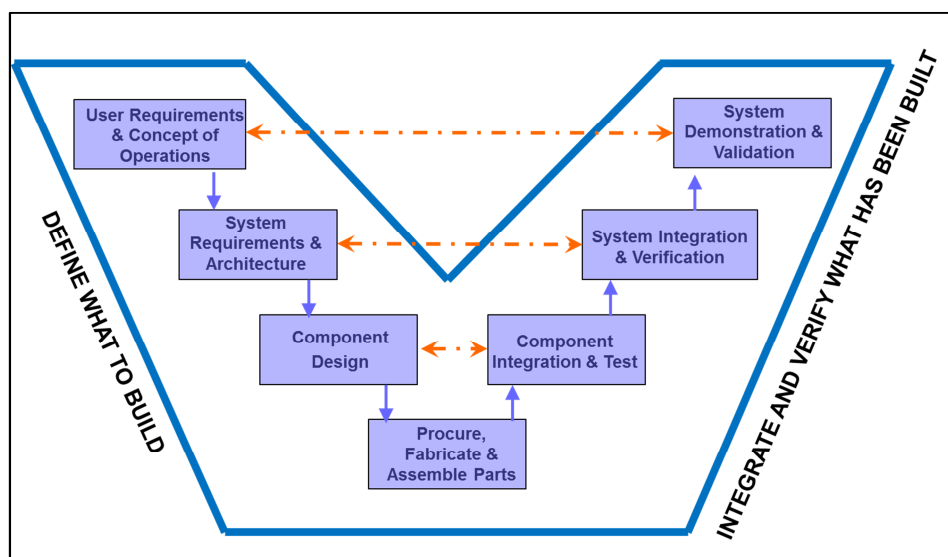 User Requirements
& Concept of
Operations
System
Demonstration &
Validation
System
Requirements &
Architecture
System Integration
& Verification
Component
Design
Component
Integration & Test
Procure,
Fabricate &
Assemble Parts
DEFINE WHAT TO BUILD
INTEGRATE AND VERIFY WHAT HAS BEEN BUILT